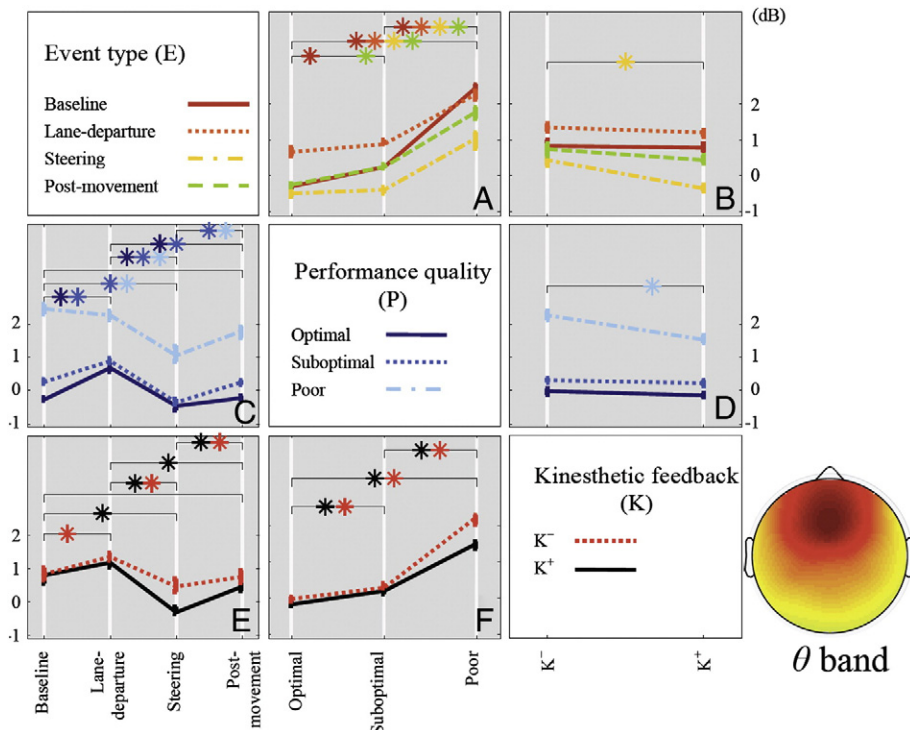 (dB)
Event type (E)
Baseline
Lane-departure
Steering
Post-movement
A
2
1
0
-1
B
2
1
0
-1
C
Performance quality
(P)
Optimal
Suboptimal
Poor
2
1
0
-1
D
2
1
0
-1
E
F
Kinesthetic feedback
(K)
K⁻
K⁺
Baseline
Lane-
departure
Steering
Post-
movement
Optimal
Suboptimal
Poor
K⁻
K⁺
θ band